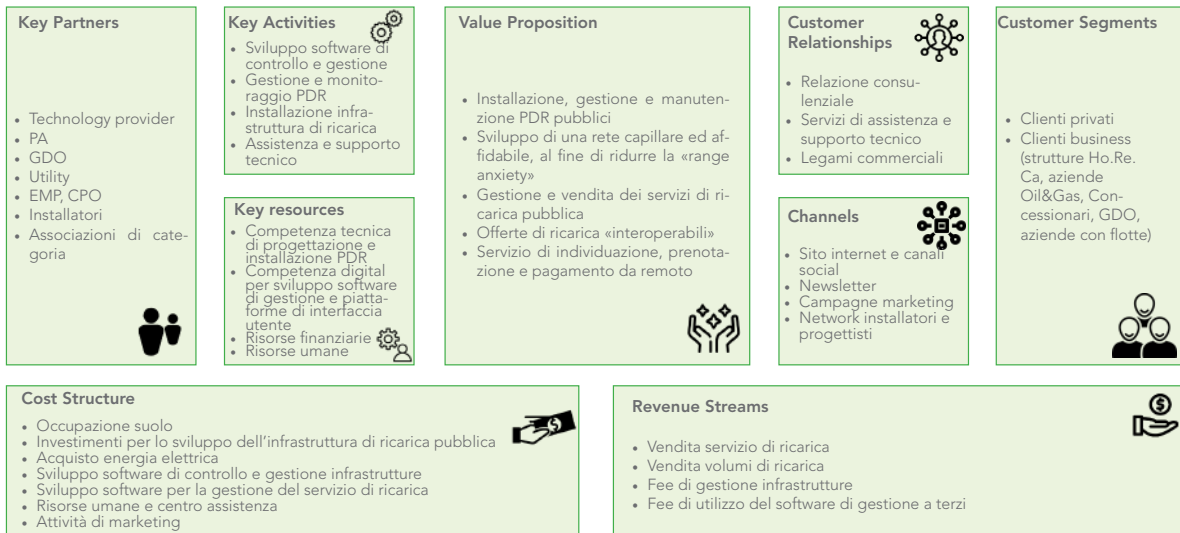 Key Partners
• Technology provider
• PA
• GDO
• Utility
• EMP, CPO
• Installatori
• Associazioni di cate-
goria
Key Activities
• Sviluppo software di
controllo e gestione
• Gestione e monito-
raggio PDR
• Installazione infra-
struttura di ricarica
• Assistenza e supporto
tecnico
Key resources
• Competenza tecnica
di progettazione e
installazione PDR
• Competenza digital
per sviluppo software
di gestione e piatta-
forme di interfaccia
utente
• Risorse finanziarie
• Risorse umane
Value Proposition
• Installazione, gestione e manuten-
zione PDR pubblici
• Sviluppo di una rete capillare ed af-
fidabile, al fine di ridurre la «range
anxiety»
• Gestione e vendita dei servizi di ri-
carica pubblica
• Offerte di ricarica «interoperabili»
• Servizio di individuazione, prenota-
zione e pagamento da remoto
Customer
Relationships
• Relazione consu-
lenziale
• Servizi di assistenza e
supporto tecnico
• Legami commerciali
Channels
• Sito internet e canali
social
• Newsletter
• Campagne marketing
• Network installatori e
progettisti
Customer Segments
• Clienti privati
• Clienti business
(strutture Ho.Re.
Ca, aziende
Oil&Gas, Con-
cessionari, GDO,
aziende con flotte)
Cost Structure
• Occupazione suolo
• Investimenti per lo sviluppo dell'infrastruttura di ricarica pubblica
• Acquisto energia elettrica
• Sviluppo software di controllo e gestione infrastrutture
• Sviluppo software per la gestione del servizio di ricarica
• Risorse umane e centro assistenza
• Attività di marketing
Revenue Streams
• Vendita servizio di ricarica
• Vendita volumi di ricarica
• Fee di gestione infrastrutture
• Fee di utilizzo del software di gestione a terzi